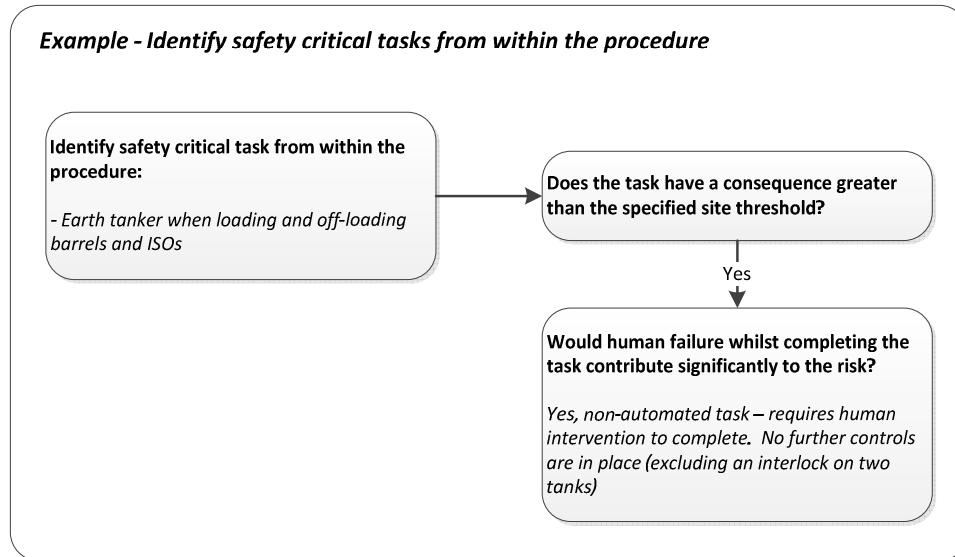 Example - Identify safety critical tasks from within the procedure
Identify safety critical task from within the
procedure:
- Earth tanker when loading and off-loading
barrels and ISOs
Does the task have a consequence greater
than the specified site threshold?
Yes
Would human failure whilst completing the
task contribute significantly to the risk?
Yes, non-automated task – requires human
intervention to complete.  No further controls
are in place (excluding an interlock on two
tanks)